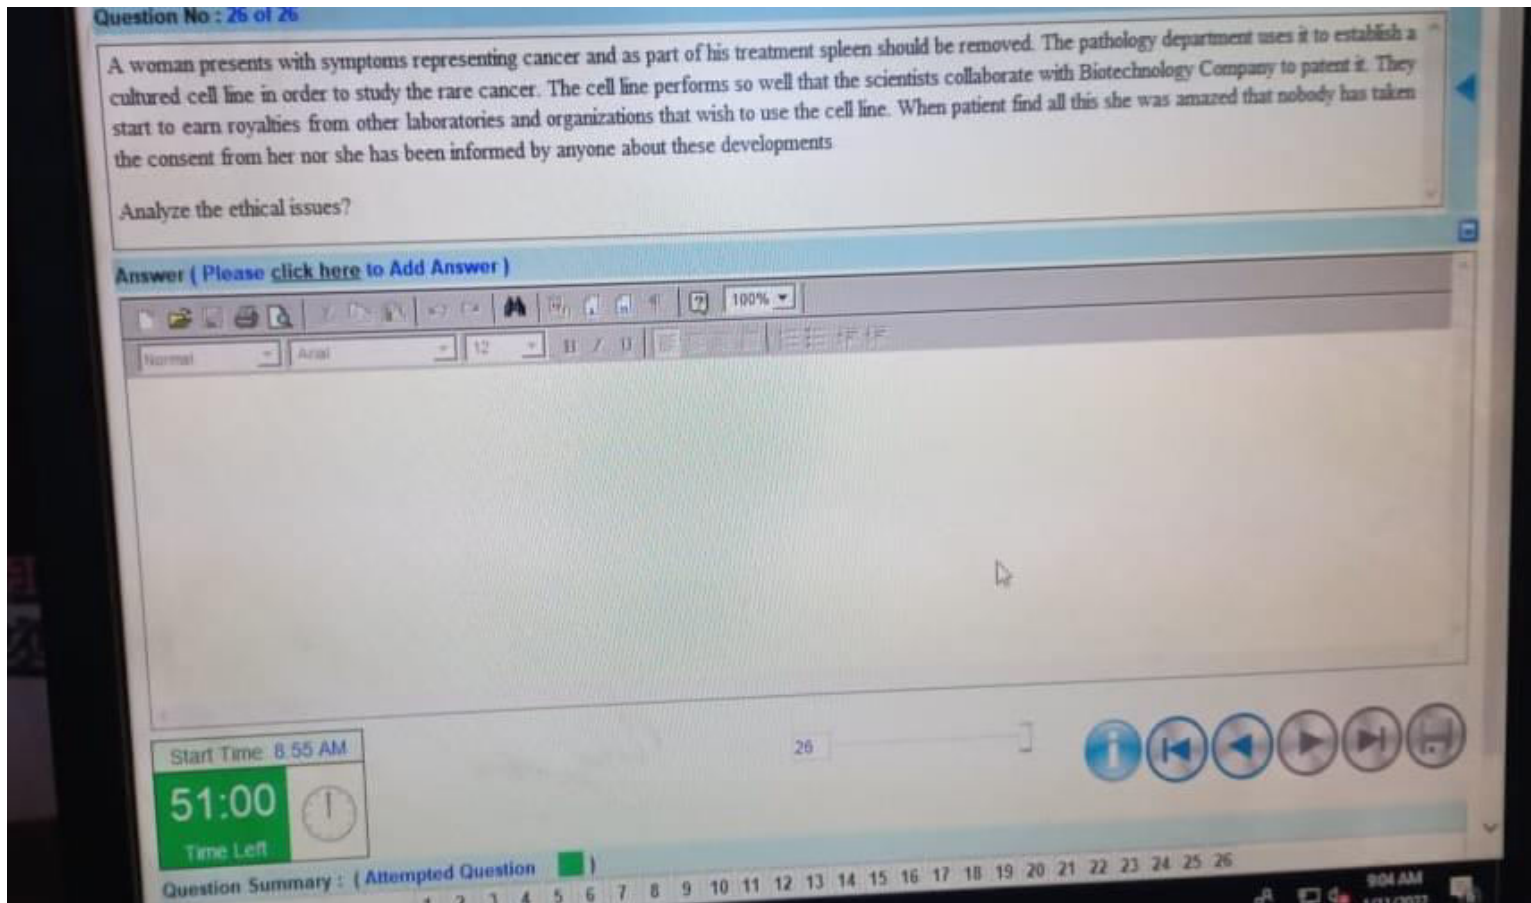 Question No : 26 of 26
A woman presents with symptoms representing cancer and as part of his treatment spleen should be removed. The pathology department uses it to establish a
cultured cell line in order to study the rare cancer. The cell line performs so well that the scientists collaborate with Biotechnology Company to patent it. They
start to earn royalties from other laboratories and organizations that wish to use the cell line. When patient find all this she was amazed that nobody has taken
the consent from her nor she has been informed by anyone about these developments
Analyze the ethical issues?
Answer ( Please click here to Add Answer )
100%
Normal Arial 12 B I U
Start Time 8:55 AM
26
51:00
Time Left
Question Summary : ( Attempted Question )
1 2 3 4 5 6 7 8 9 10 11 12 13 14 15 16 17 18 19 20 21 22 23 24 25 26
9:04 AM